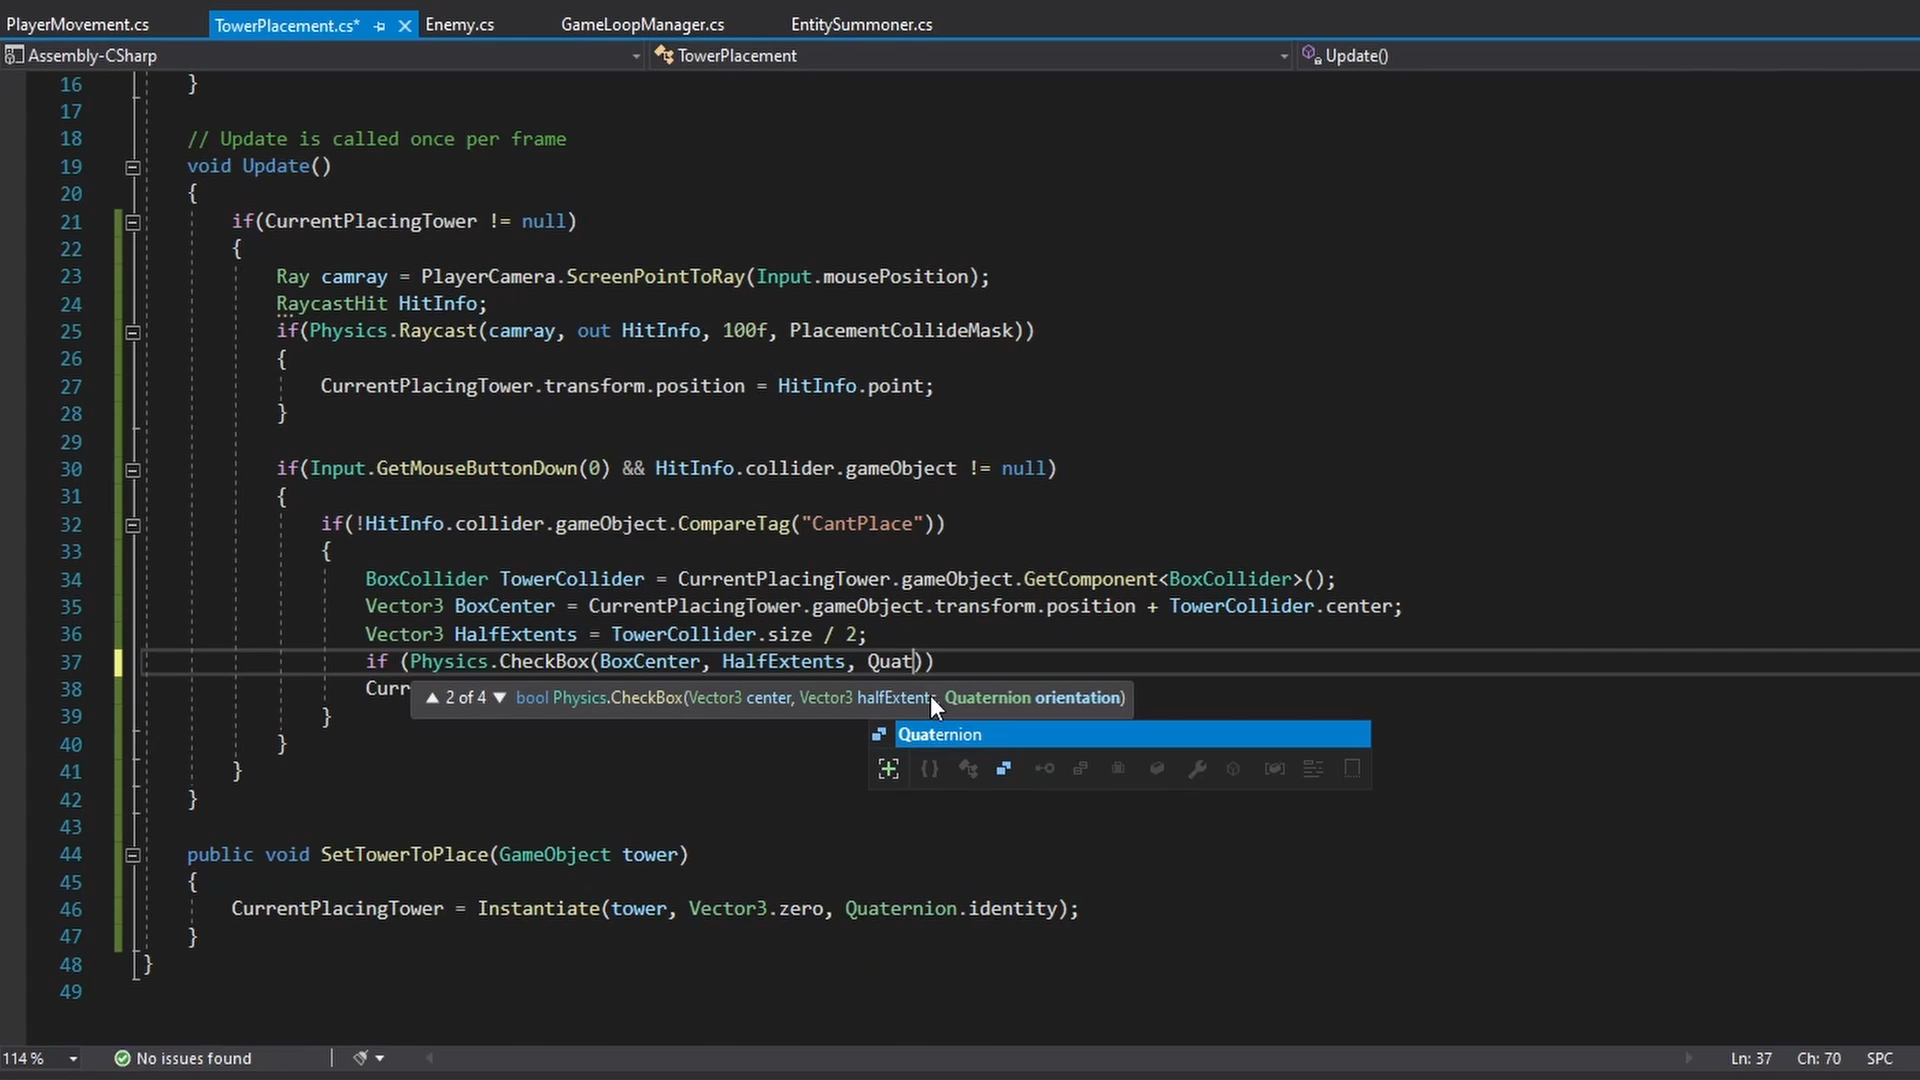 PlayerMovement.cs TowerPlacement.cs* Enemy.cs GameLoopManager.cs EntitySummoner.cs
Assembly-CSharp TowerPlacement Update()
16 }
17
18 // Update is called once per frame
19 void Update()
20 {
21 if(CurrentPlacingTower != null)
22 {
23 Ray camray = PlayerCamera.ScreenPointToRay(Input.mousePosition);
24 RaycastHit HitInfo;
25 if(Physics.Raycast(camray, out HitInfo, 100f, PlacementCollideMask))
26 {
27 CurrentPlacingTower.transform.position = HitInfo.point;
28 }
29
30 if(Input.GetMouseButtonDown(0) && HitInfo.collider.gameObject != null)
31 {
32 if(!HitInfo.collider.gameObject.CompareTag("CantPlace"))
33 {
34 BoxCollider TowerCollider = CurrentPlacingTower.gameObject.GetComponent<BoxCollider>();
35 Vector3 BoxCenter = CurrentPlacingTower.gameObject.transform.position + TowerCollider.center;
36 Vector3 HalfExtents = TowerCollider.size / 2;
37 if (Physics.CheckBox(BoxCenter, HalfExtents, Quat))
38 Curr
▲ 2 of 4 ▼ bool Physics.CheckBox(Vector3 center, Vector3 halfExtents, Quaternion orientation)
39 }
Quaternion
40 }
41 }
42 }
43
44 public void SetTowerToPlace(GameObject tower)
45 {
46 CurrentPlacingTower = Instantiate(tower, Vector3.zero, Quaternion.identity);
47 }
48 }
49
114 % No issues found Ln: 37 Ch: 70 SPC